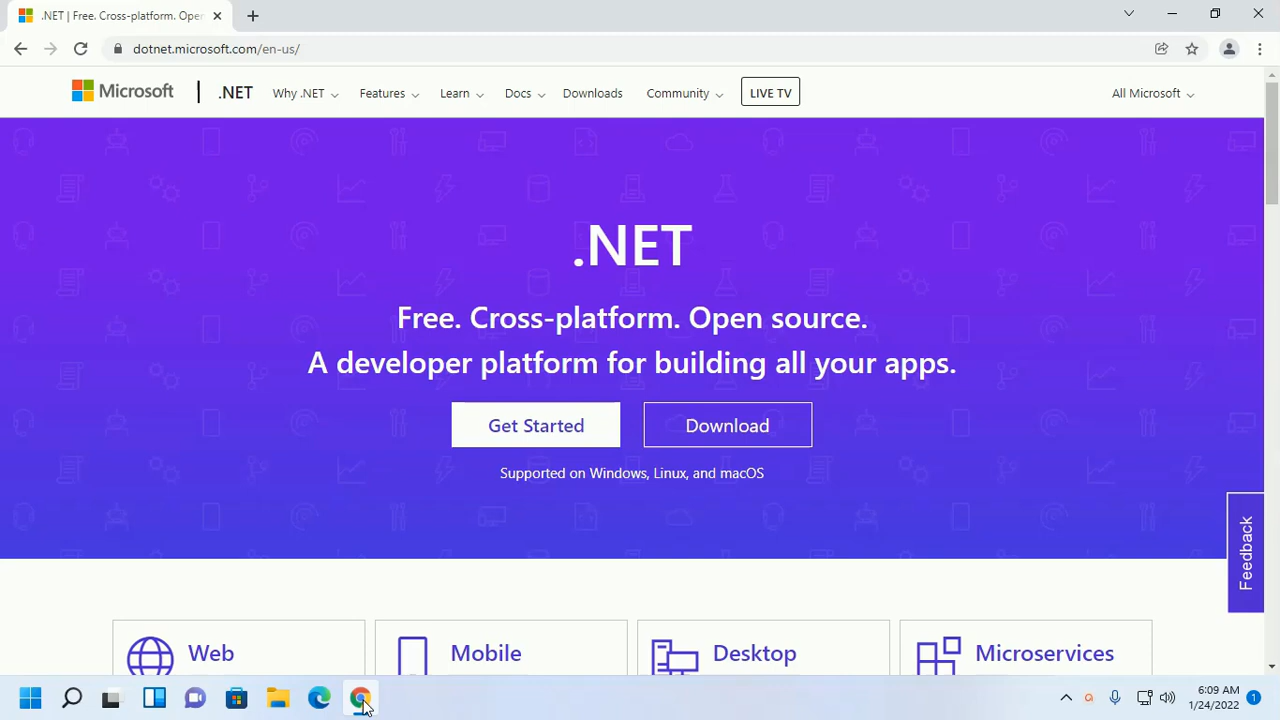 .NET | Free. Cross-platform. Open
dotnet.microsoft.com/en-us/
Microsoft
.NET
Why .NET
Features
Learn
Docs
Downloads
Community
LIVE TV
All Microsoft
.NET
Free. Cross-platform. Open source.
A developer platform for building all your apps.
Get Started
Download
Supported on Windows, Linux, and macOS
Feedback
Web
Mobile
Desktop
Microservices
6:09 AM
1/24/2022
1